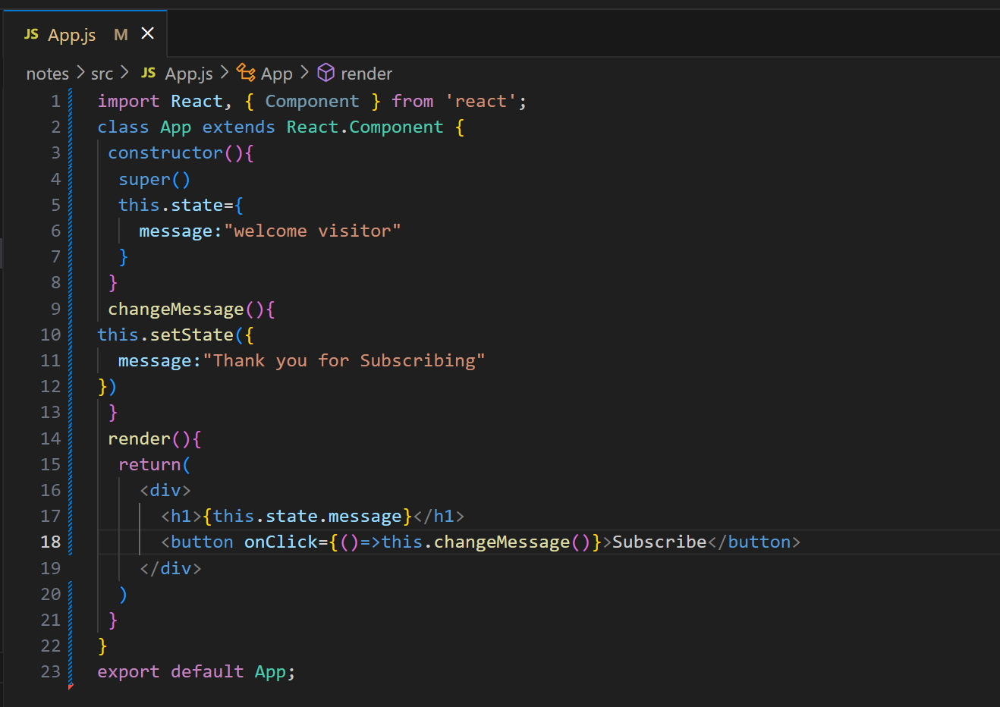 JS App.js M
notes > src > JS App.js > App > render
1 import React, { Component } from 'react';
2 class App extends React.Component {
3 constructor(){
4 super()
5 this.state={
6 message:"welcome visitor"
7 }
8 }
9 changeMessage(){
10 this.setState({
11 message:"Thank you for Subscribing"
12 })
13 }
14 render(){
15 return(
16 <div>
17 <h1>{this.state.message}</h1>
18 <button onClick={()=>this.changeMessage()}>Subscribe</button>
19 </div>
20 )
21 }
22 }
23 export default App;